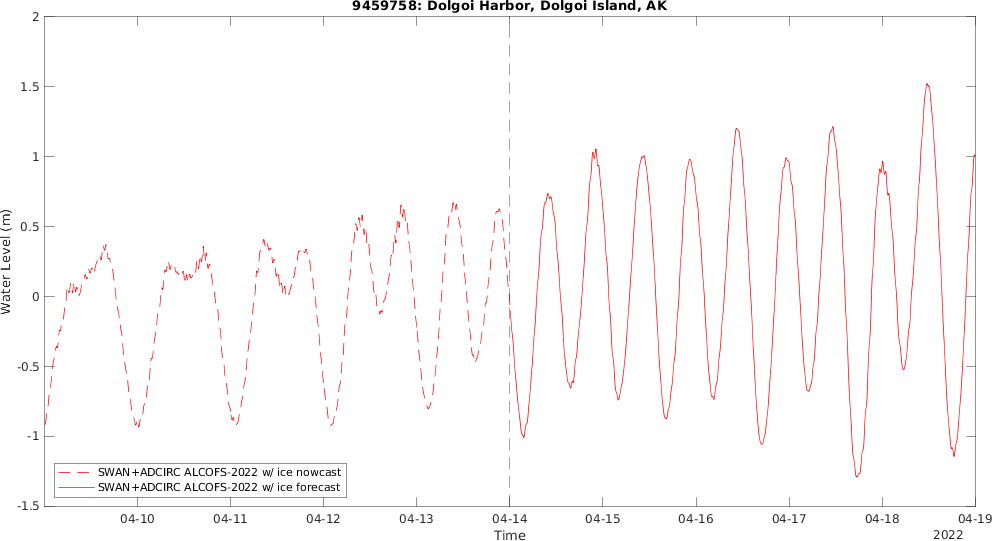 9459758: Dolgoi Harbor, Dolgoi Island, AK
2
1.5
1
0.5
0
-0.5
-1
-1.5
Water Level (m)
SWAN+ADCIRC ALCOFS-2022 w/ ice nowcast
SWAN+ADCIRC ALCOFS-2022 w/ ice forecast
04-10 04-11 04-12 04-13 04-14 04-15 04-16 04-17 04-18 04-19
Time
2022